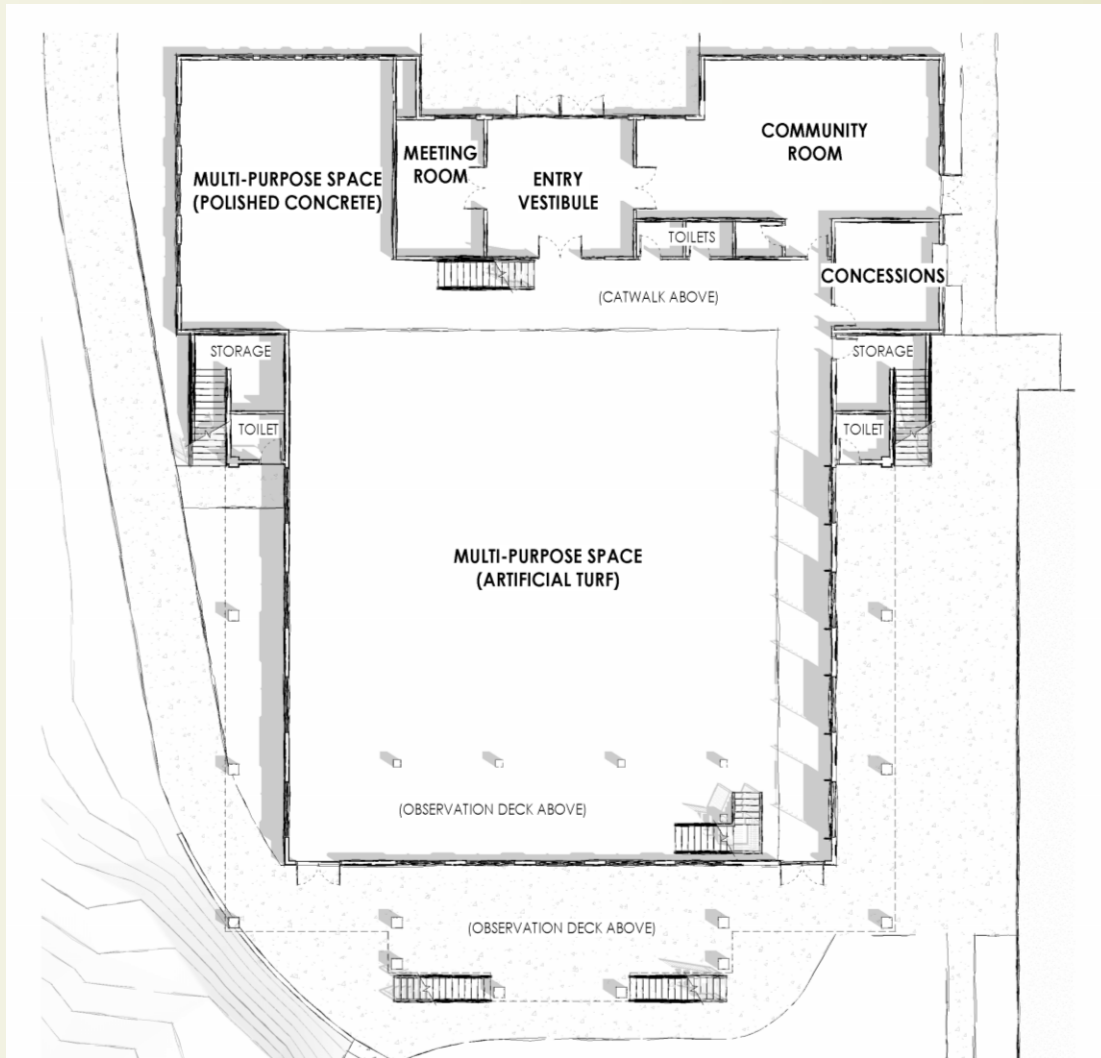 COMMUNITY
ROOM
MEETING
ROOM
MULTI-PURPOSE SPACE
(POLISHED CONCRETE)
ENTRY
VESTIBULE
TOILETS
CONCESSIONS
(CATWALK ABOVE)
STORAGE
STORAGE
TOILET
TOILET
MULTI-PURPOSE SPACE
(ARTIFICIAL TURF)
(OBSERVATION DECK ABOVE)
(OBSERVATION DECK ABOVE)